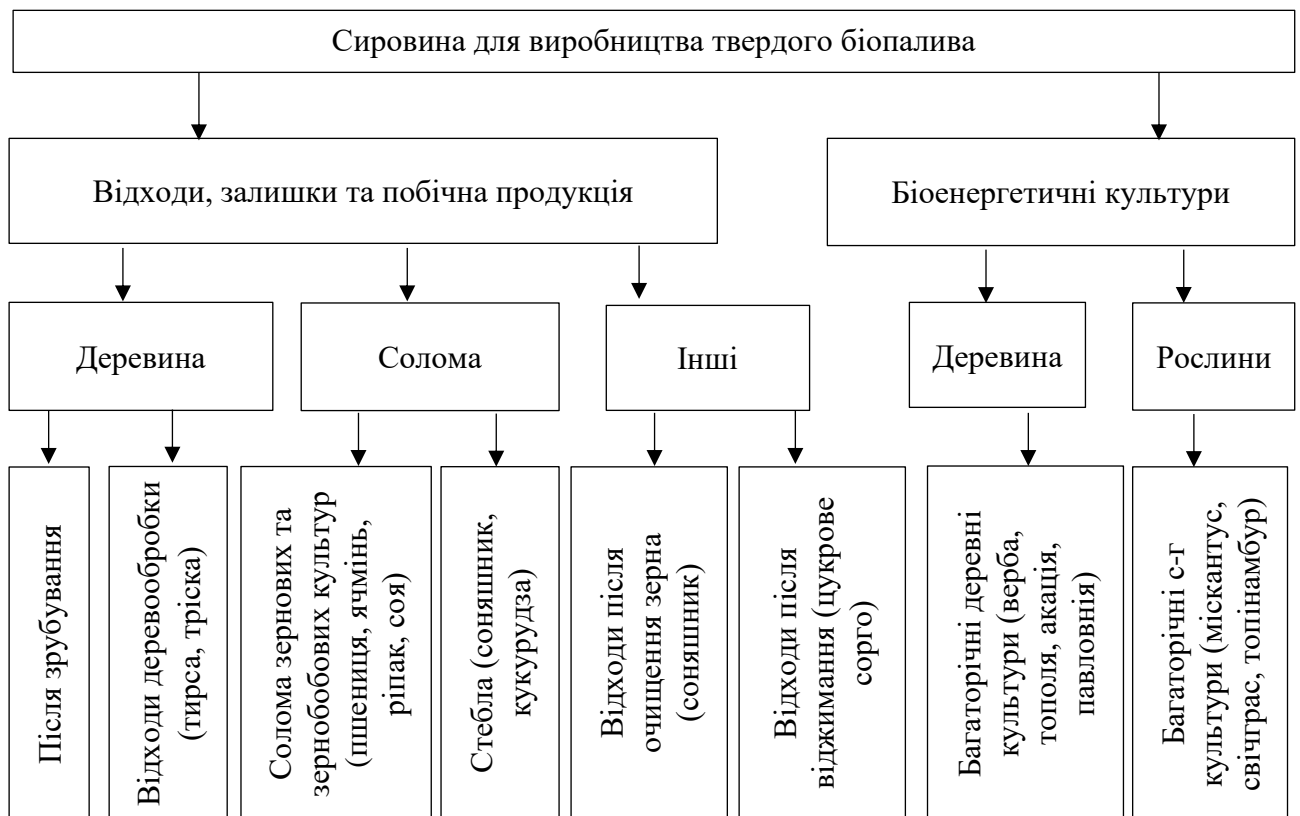 Сировина для виробництва твердого біопалива
Відходи, залишки та побічна продукція
Біоенергетичні культури
Деревина
Солома
Інші
Деревина
Рослини
Після зрубування
Відходи деревообробки
(тирса, тріска)
Солома зернових та
зернобобових культур
(пшениця, ячмінь,
ріпак, соя)
Стебла (соняшник,
кукурудза)
Відходи після
очищення зерна
(соняшник)
Відходи після
віджимання (цукрове
сорго)
Багаторічні деревні
культури (верба,
тополя, акація,
павловнія)
Багаторічні с-г
культури (міскантус,
свічграс, топінамбур)